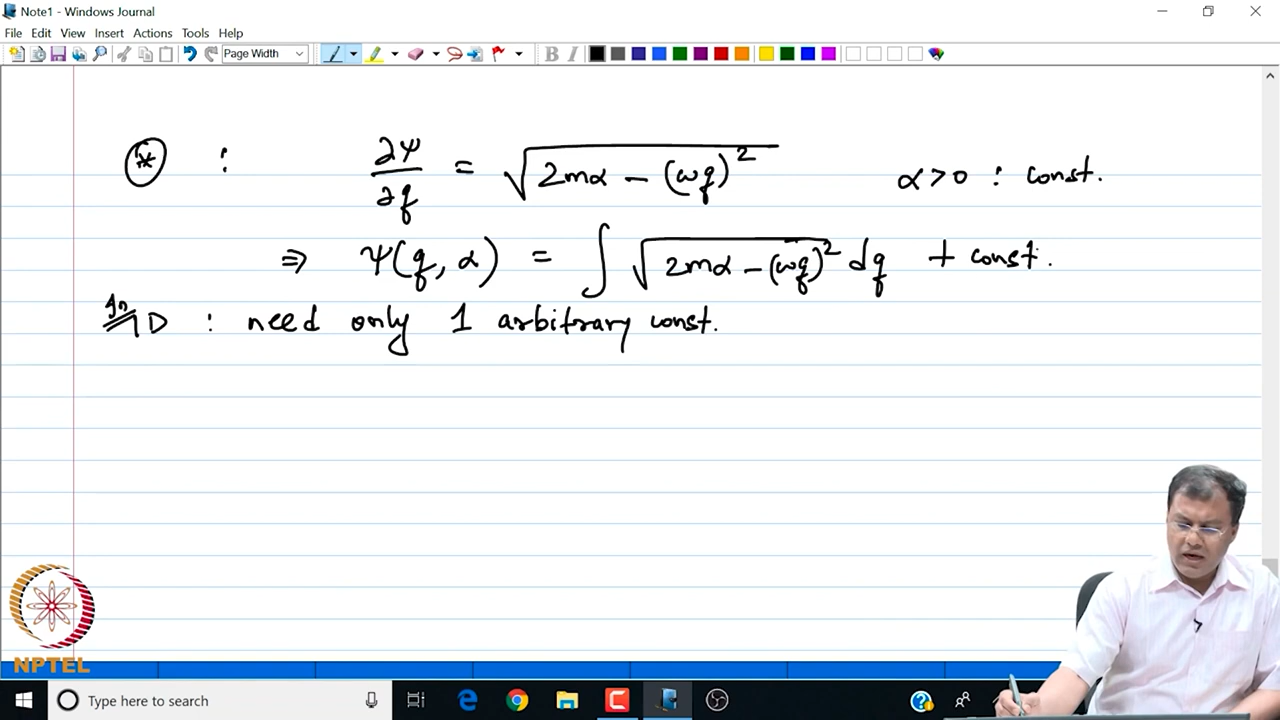 Note1 - Windows Journal
File Edit View Insert Actions Tools Help
Page Width
B I
* : ∂Ψ/∂q = √(2mα − (ωq)²) α > 0 : const.
⇒ Ψ(q, α) = ∫ √(2mα − (ωq)²) dq + const.
In 1D : need only 1 arbitrary const.
NPTEL
Type here to search